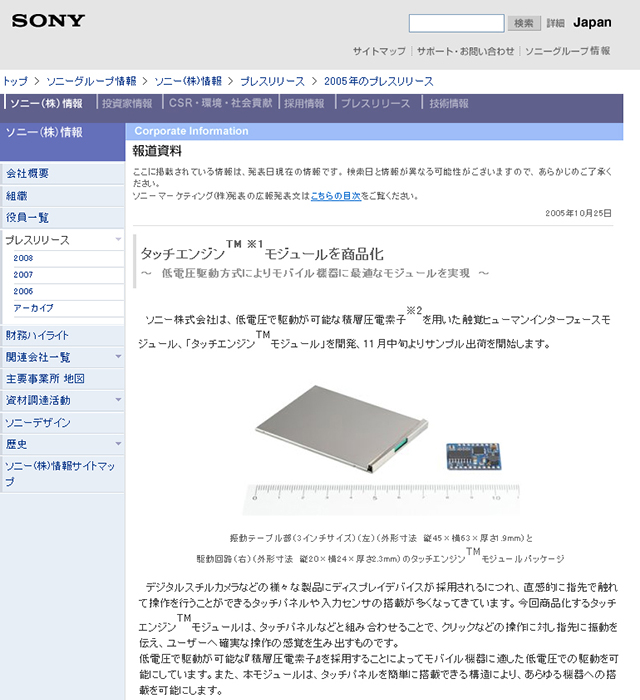 SONY
検索 詳細 Japan
サイトマップ | サポート・お問い合わせ | ソニーグループ情報
トップ > ソニーグループ情報 > ソニー(株)情報 > プレスリリース > 2005年のプレスリリース
ソニー(株)情報 投資家情報 CSR・環境・社会貢献 採用情報 プレスリリース 技術情報
ソニー(株)情報
会社概要
組織
役員一覧
プレスリリース
2008
2007
2006
アーカイブ
財務ハイライト
関連会社一覧
主要事業所 地図
資材調達活動
ソニーデザイン
歴史
ソニー(株)情報サイトマッ
プ
Corporate Information
報道資料
ここに掲載されている情報は、発表日現在の情報です。検索日と情報が異なる可能性がございますので、あらかじめご了承く
ださい。
ソニーマーケティング(株)発表の広報発表文はこちらの目次をご覧ください。
2005年10月25日
タッチエンジンTM ※1モジュールを商品化
～ 低電圧駆動方式によりモバイル機器に最適なモジュールを実現 ～
ソニー株式会社は、低電圧で駆動が可能な積層圧電素子※2を用いた触覚ヒューマンインターフェースモ
ジュール、「タッチエンジンTMモジュール」を開発、11月中旬よりサンプル出荷を開始します。
0 5 10
振動テーブル部(3インチサイズ)(左)(外形寸法 縦45×横63×厚さ1.9mm)と
駆動回路(右)(外形寸法 縦20×横24×厚さ2.3mm)のタッチエンジンTMモジュールパッケージ
デジタルスチルカメラなどの様々な製品にディスプレイデバイスが採用されるにつれ、直感的に指先で触れ
て操作を行うことができるタッチパネルや入力センサの搭載が多くなってきています。今回商品化するタッチ
エンジンTMモジュールは、タッチパネルなどと組み合わせることで、クリックなどの操作に対し指先に振動を
伝え、ユーザーへ確実な操作の感覚を生み出すものです。
低電圧で駆動が可能な『積層圧電素子』を採用することによってモバイル機器に適した低電圧での駆動を可
能にしています。また、本モジュールは、タッチパネルを簡単に搭載できる構造により、あらゆる機器への搭
載を可能にします。